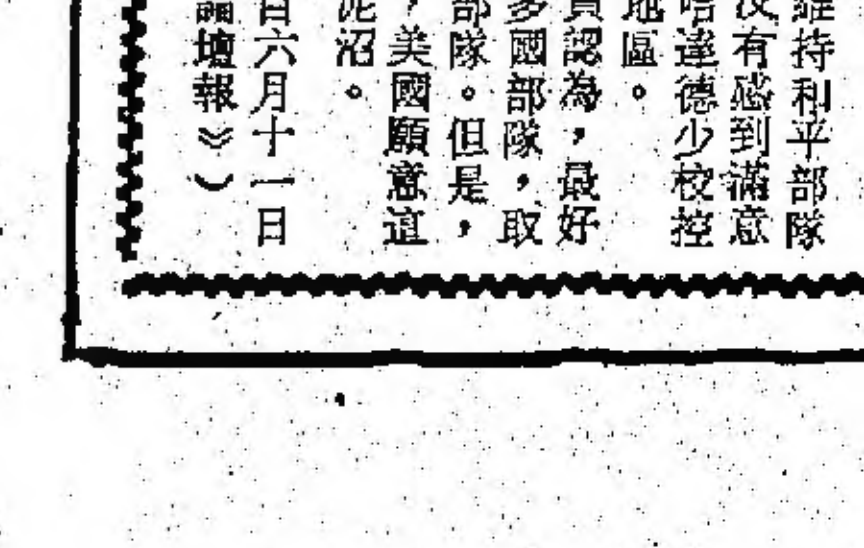 維持利平部隊
没有感到滿意
哈達德少校控
地區。
員認為，最好
多國部隊，取
部隊。但是，
，美國願意這
泥沼。
日六月十一日
論壇報》）